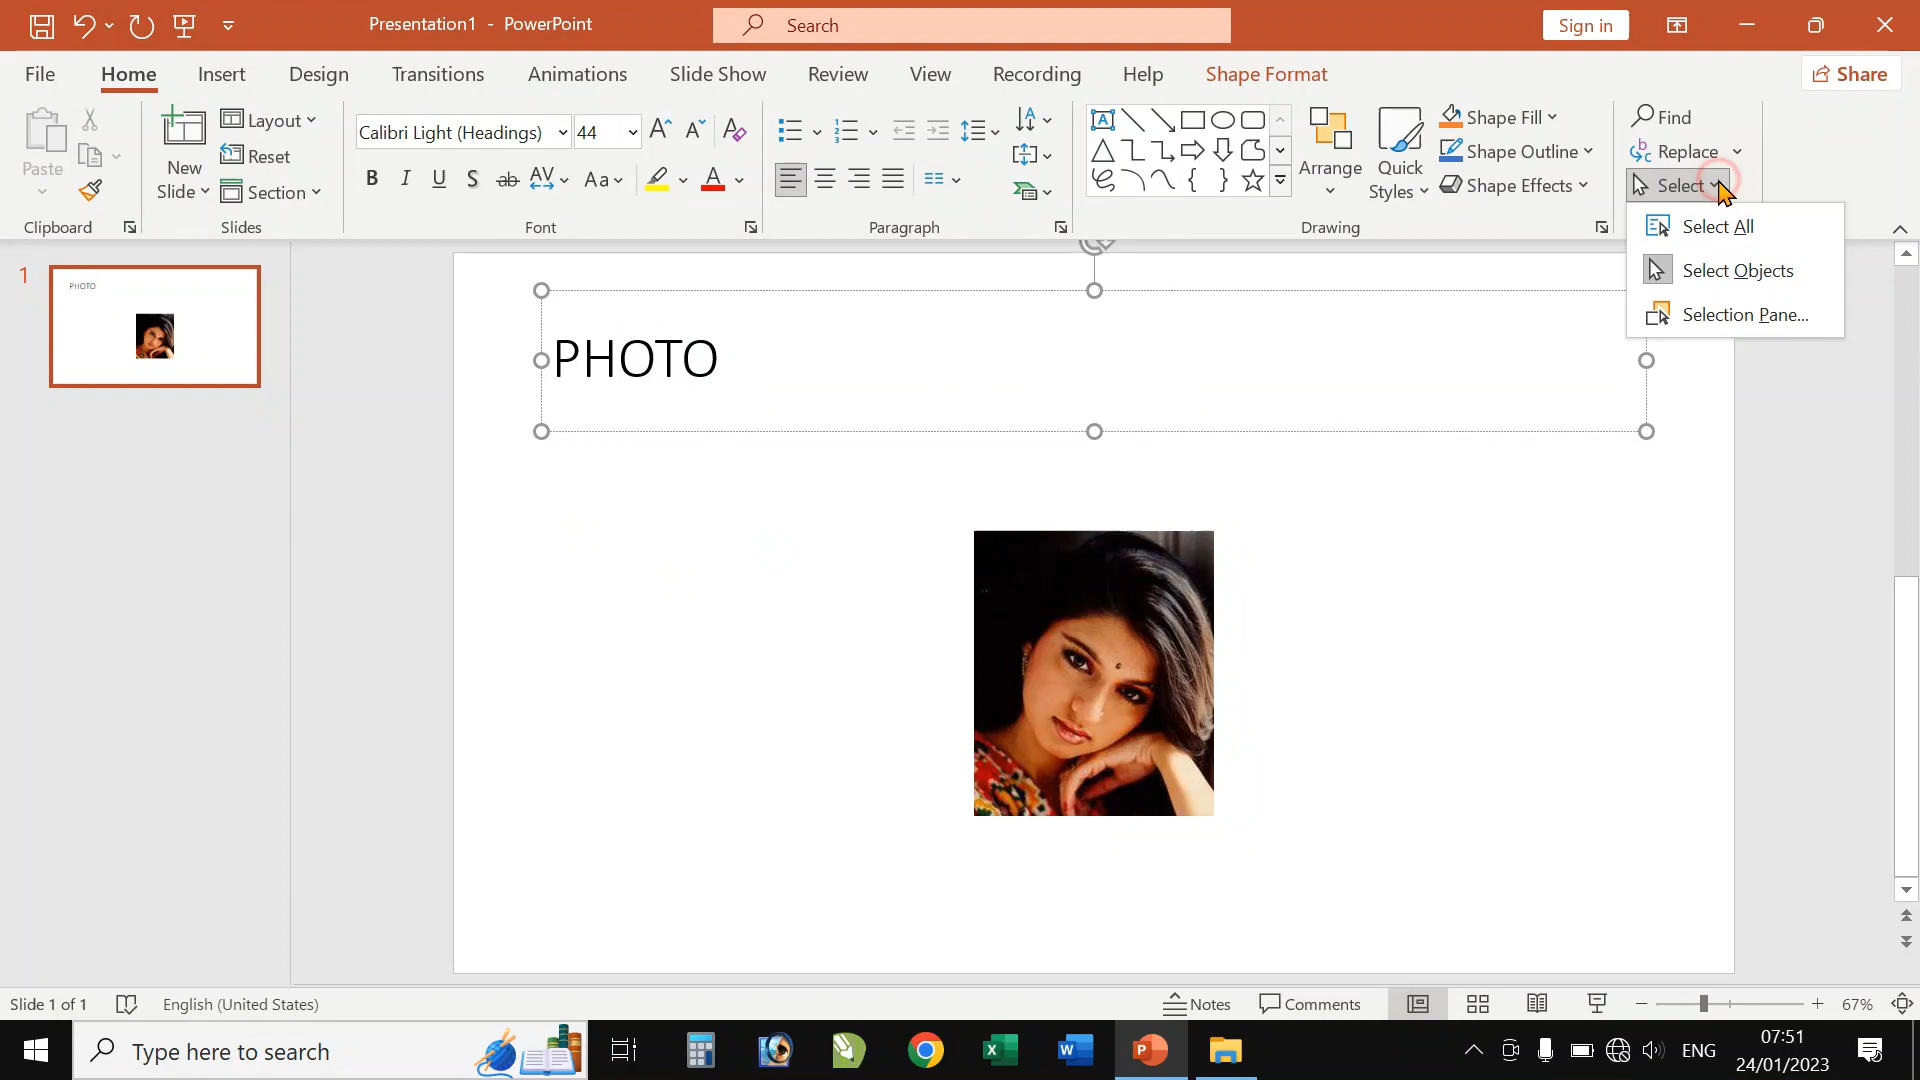 Presentation1 - PowerPoint
Search
Sign in
File Home Insert Design Transitions Animations Slide Show Review View Recording Help Shape Format
Share
Paste
Clipboard
New Slide
Layout
Reset
Section
Slides
Calibri Light (Headings) 44
B I U S ab AV Aa A
Font
Paragraph
Arrange
Quick Styles
Shape Fill
Shape Outline
Shape Effects
Drawing
Find
Replace
Select
Select All
Select Objects
Selection Pane...
1
PHOTO
PHOTO
Slide 1 of 1 English (United States) Notes Comments 67%
Type here to search
ENG
07:51
24/01/2023